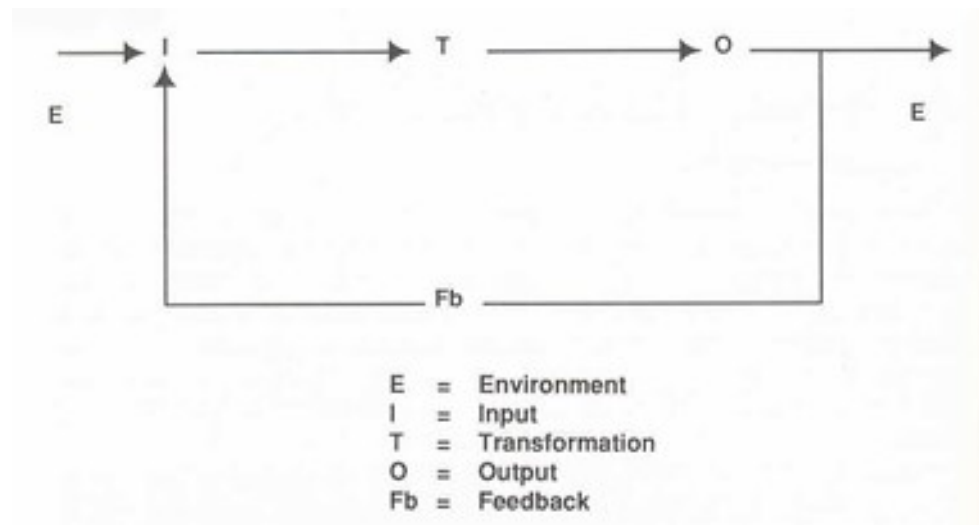 I T O
E E
Fb
E = Environment
I = Input
T = Transformation
O = Output
Fb = Feedback